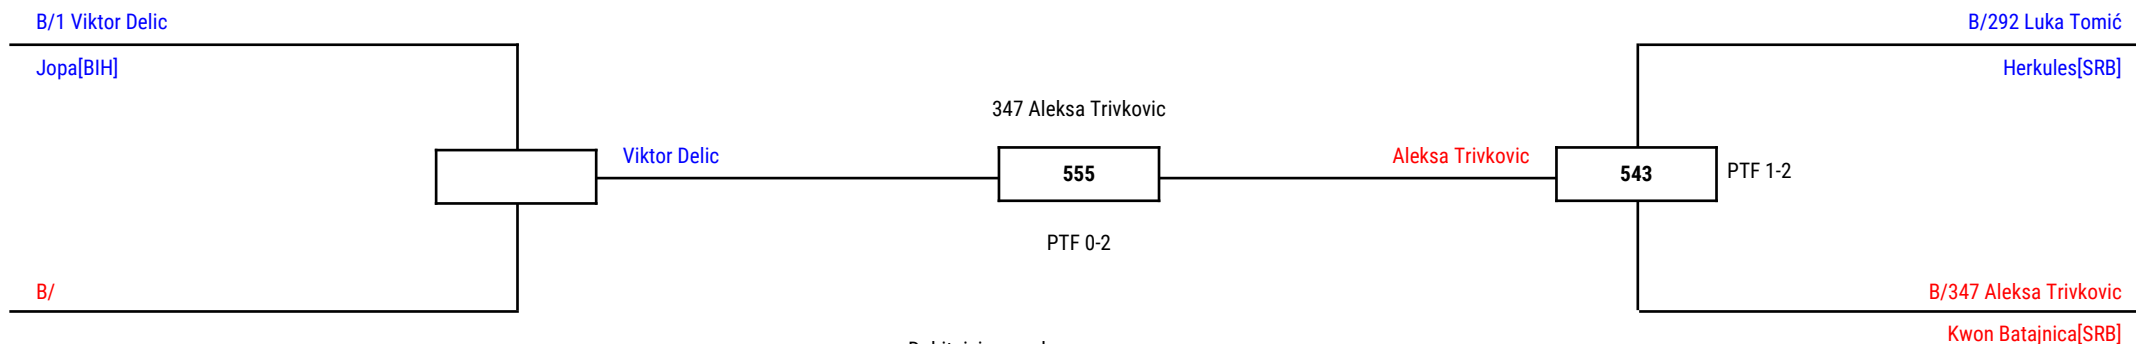 B/1 Viktor Delic
Jopa[BIH]
B/292 Luka Tomić
Herkules[SRB]
347 Aleksa Trivkovic
Viktor Delic
555
Aleksa Trivkovic
543
PTF 1-2
PTF 0-2
B/
B/347 Aleksa Trivkovic
Kwon Batajnica[SRB]